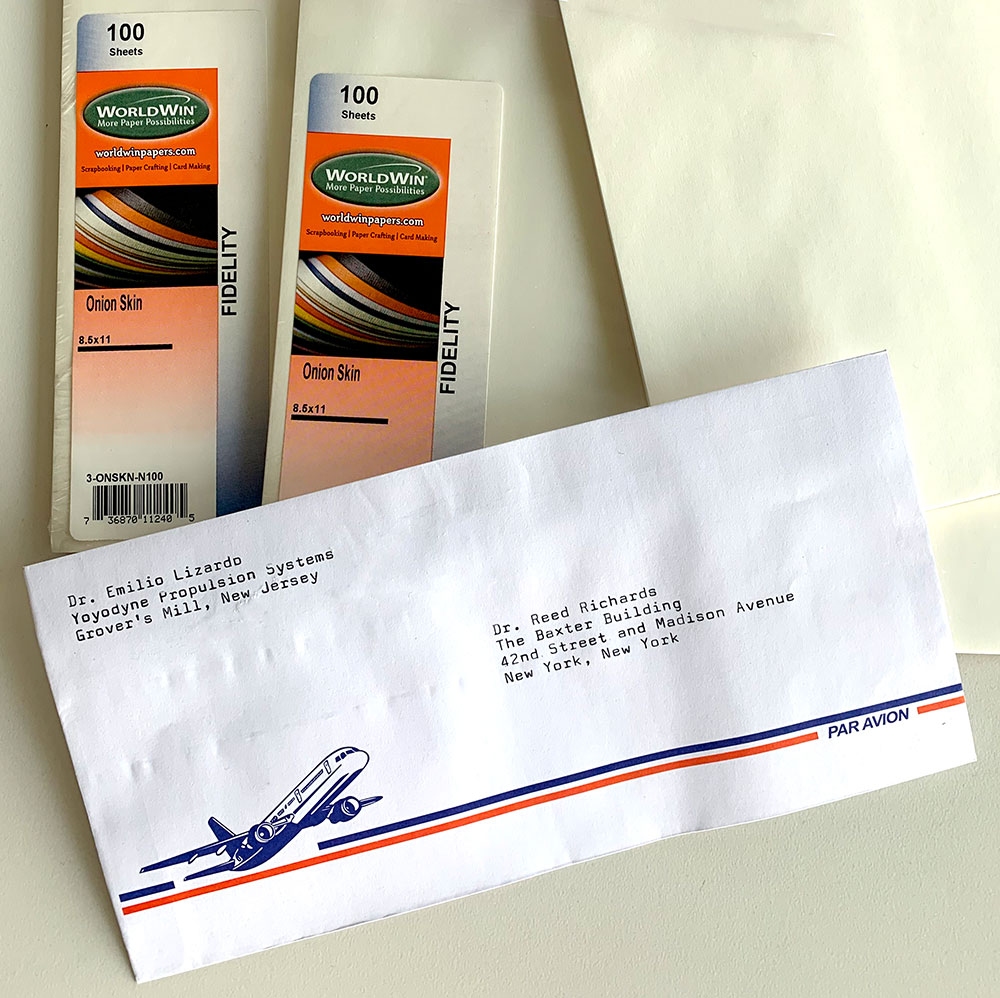 100
Sheets
WORLDWIN®
More Paper Possibilities
worldwinpapers.com
Scrapbooking | Paper Crafting | Card Making
FIDELITY
Onion Skin
8.5x11
3-ONSKN-N100
7 36870 11240 5
100
Sheets
WORLDWIN®
More Paper Possibilities
worldwinpapers.com
Scrapbooking | Paper Crafting | Card Making
FIDELITY
Onion Skin
8.5x11
Dr. Emilio Lizardo
Yoyodyne Propulsion Systems
Grover's Mill, New Jersey
Dr. Reed Richards
The Baxter Building
42nd Street and Madison Avenue
New York, New York
PAR AVION